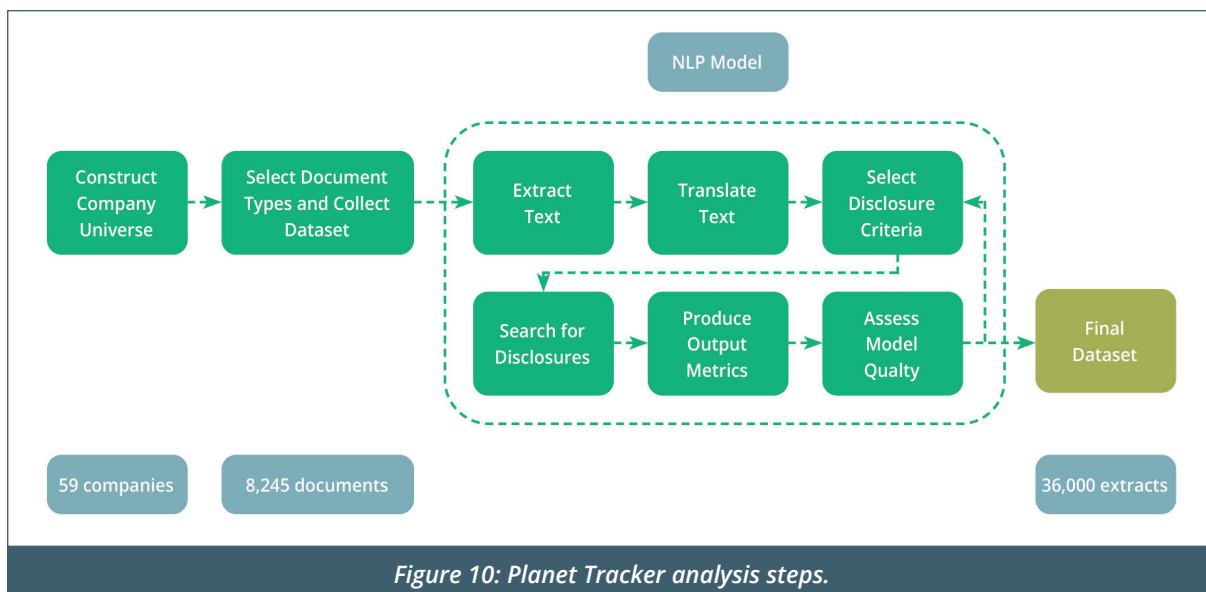 NLP Model
Construct
Company
Universe
Select Document
Types and Collect
Dataset
Extract
Text
Translate
Text
Select
Disclosure
Criteria
Search for
Disclosures
Produce
Output
Metrics
Assess
Model
Qualty
Final
Dataset
59 companies
8,245 documents
36,000 extracts
Figure 10: Planet Tracker analysis steps.